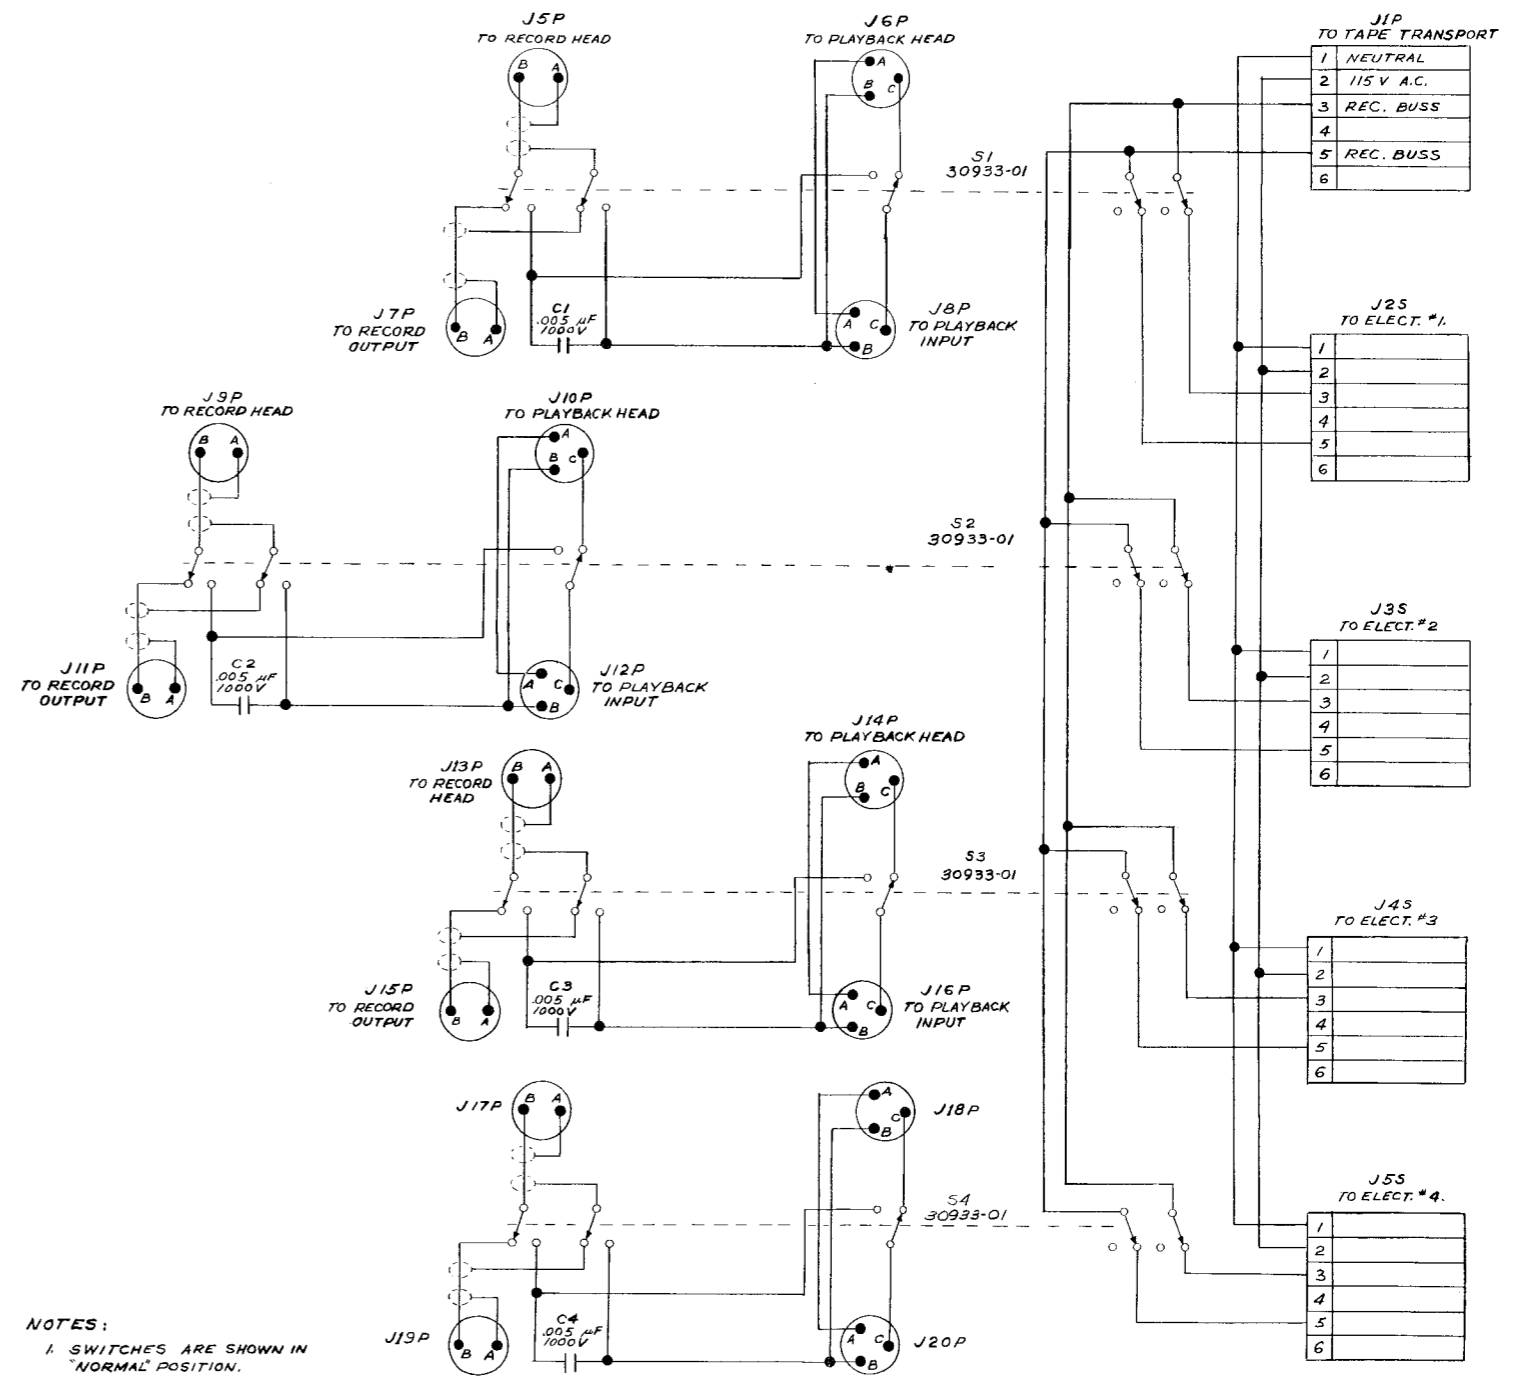 J5P
TO RECORD HEAD
B A
J6P
TO PLAYBACK HEAD
A
B C
J1P
TO TAPE TRANSPORT
1 NEUTRAL
2 115 V A.C.
3 REC. BUSS
4
5 REC. BUSS
6
S1
30933-01
J7P
TO RECORD
OUTPUT
B A
C1
.005 µF
1000V
J8P
TO PLAYBACK
INPUT
A C
B
J2S
TO ELECT. #1.
1
2
3
4
5
6
J9P
TO RECORD HEAD
B A
J10P
TO PLAYBACK HEAD
A
B C
S2
30933-01
J11P
TO RECORD
OUTPUT
B A
C2
.005 µF
1000V
J12P
TO PLAYBACK
INPUT
A C
B
J3S
TO ELECT. #2
1
2
3
4
5
6
J13P
TO RECORD
HEAD
B A
J14P
TO PLAYBACK HEAD
A
B C
S3
30933-01
J15P
TO RECORD
OUTPUT
B A
C3
.005 µF
1000V
J16P
TO PLAYBACK
INPUT
A C
B
J4S
TO ELECT. #3
1
2
3
4
5
6
J17P
B A
J18P
A
C
B
S4
30933-01
J19P
B A
C4
.005 µF
1000V
J20P
A C
B
J5S
TO ELECT. #4.
1
2
3
4
5
6
NOTES:
1. SWITCHES ARE SHOWN IN
"NORMAL" POSITION.